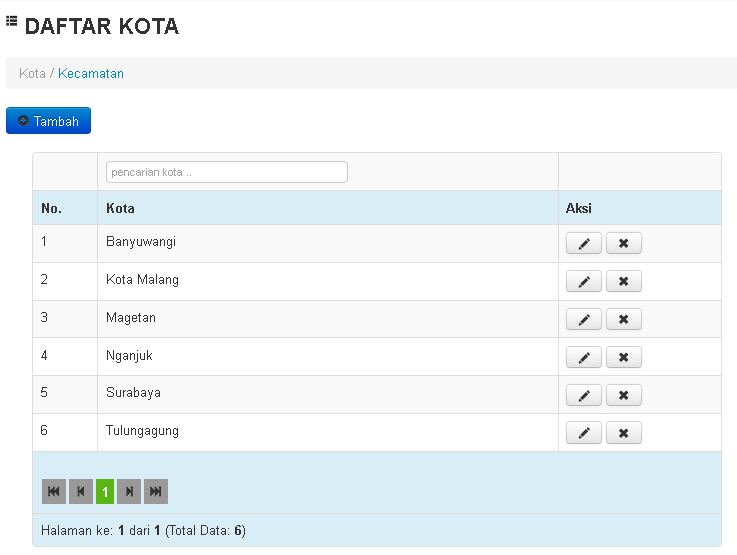 DAFTAR KOTA
Kota / Kecamatan
Tambah
pencarian kota ..
No. Kota Aksi
1 Banyuwangi
2 Kota Malang
3 Magetan
4 Nganjuk
5 Surabaya
6 Tulungagung
1
Halaman ke: 1 dari 1 (Total Data: 6)